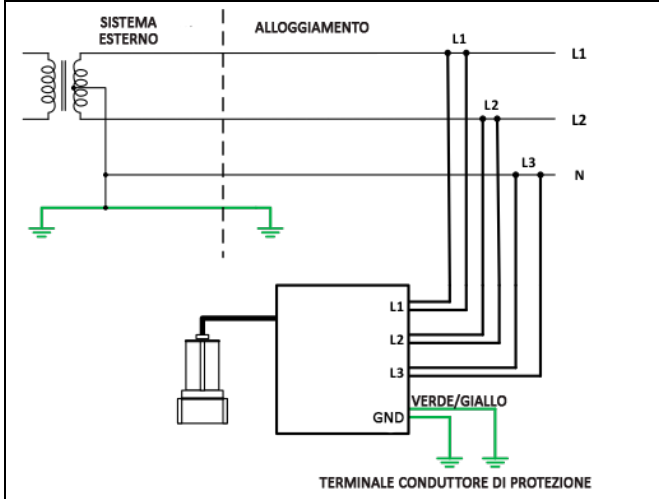 SISTEMA
ESTERNO
ALLOGGIAMENTO
L1
L1
L2
L2
L3
N
L1
L2
L3
VERDE/GIALLO
GND
TERMINALE CONDUTTORE DI PROTEZIONE